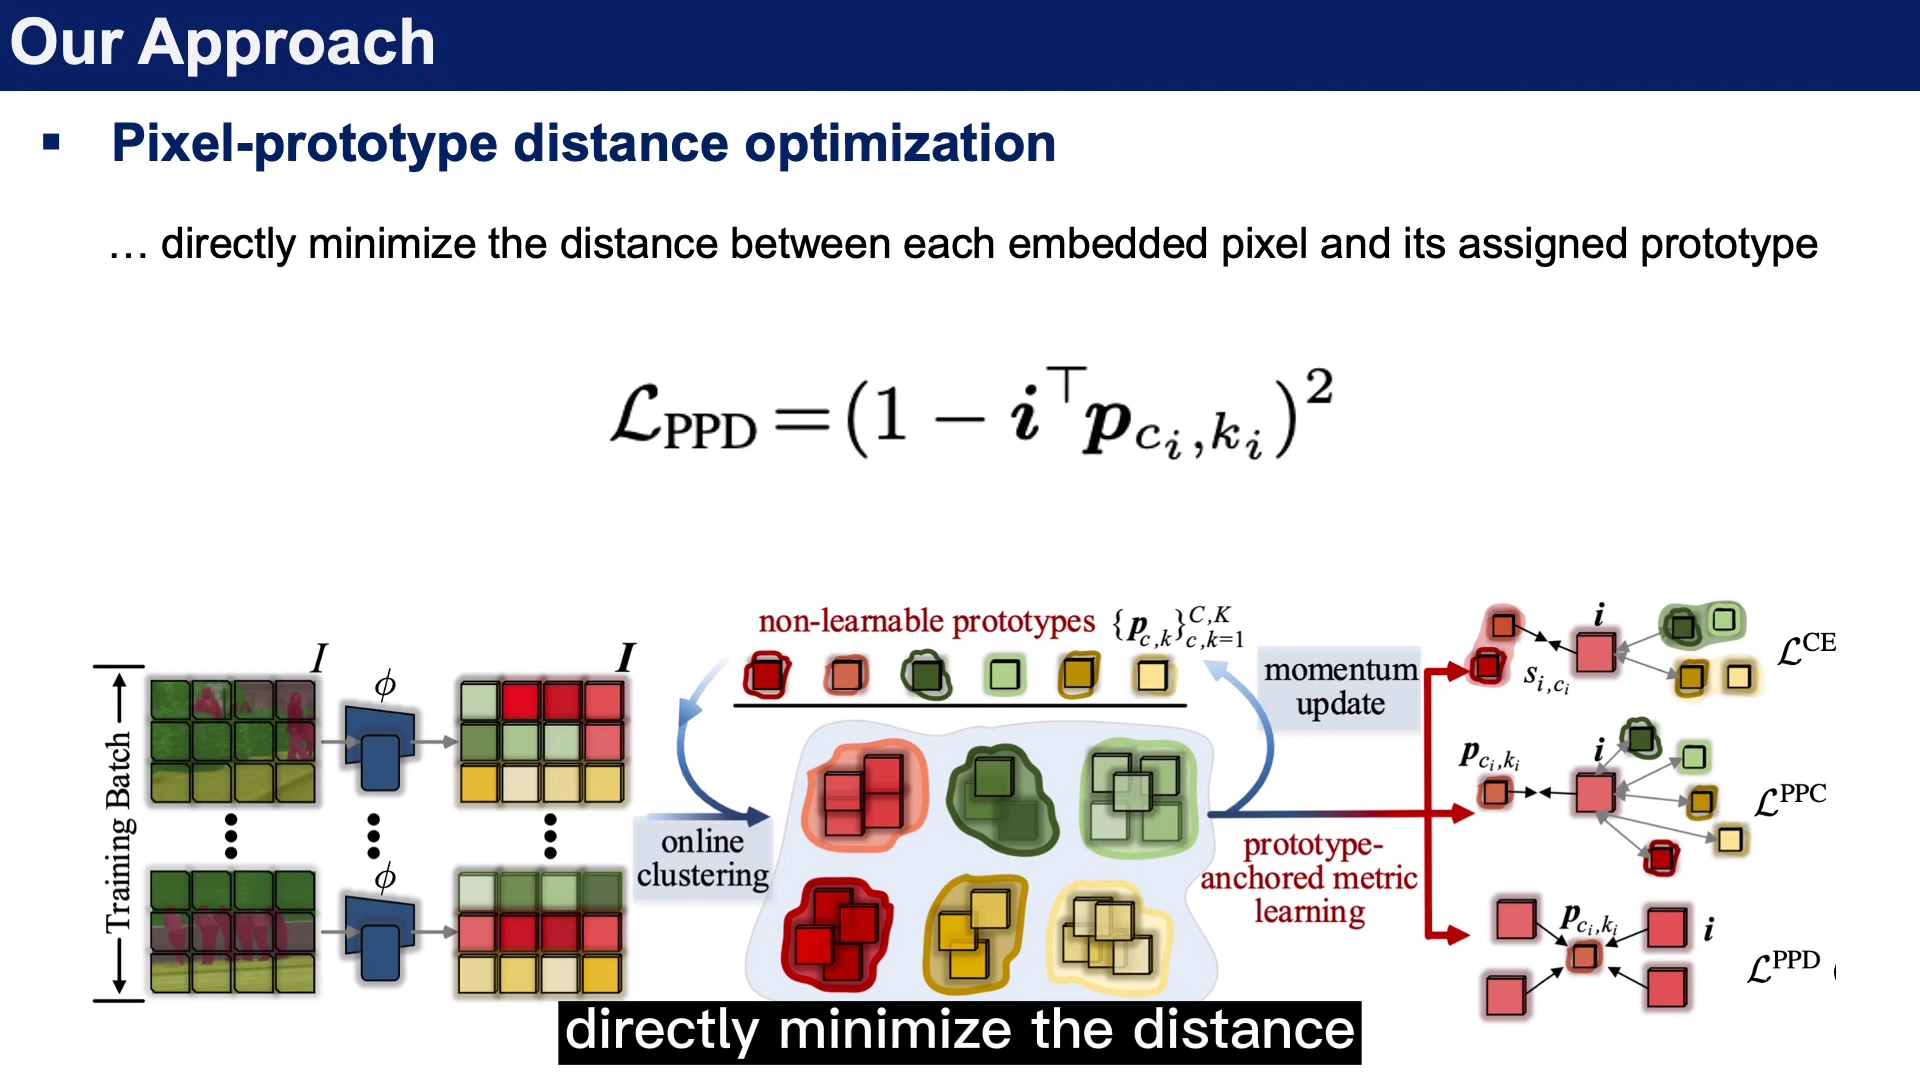 Our Approach
▪ Pixel-prototype distance optimization
… directly minimize the distance between each embedded pixel and its assigned prototype
ℒ_PPD = (1 − i^⊤ p_{c_i,k_i})^2
Training Batch
I
ϕ
I
ϕ
online
clustering
non-learnable prototypes {p_{c,k}}^{C,K}_{c,k=1}
momentum
update
prototype-
anchored metric
learning
i
s_{i,c_i}
ℒ^CE
p_{c_i,k_i}
i
ℒ^PPC
p_{c_i,k_i}
i
ℒ^PPD (
directly minimize the distance